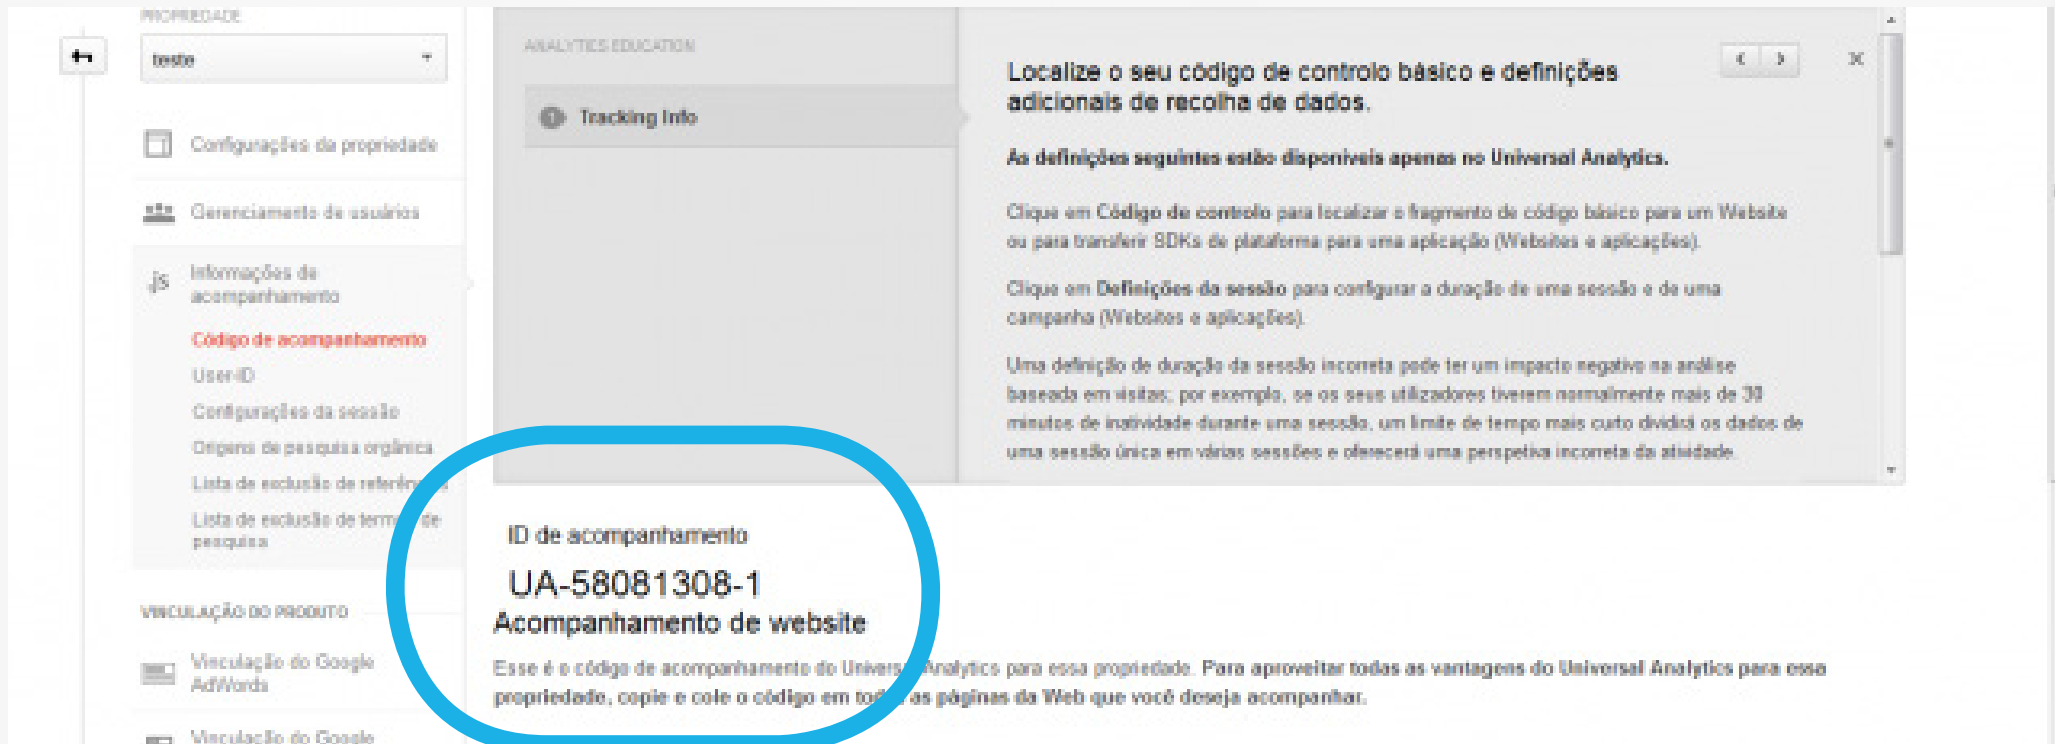 PROPRIEDADE
teste
Configurações da propriedade
Gerenciamento de usuários
.js
Informações de
acompanhamento
Código de acompanhamento
User-ID
Configurações da sessão
Origens de pesquisa orgânica
Lista de exclusão de
Lista de exclusão de de
pesquisa
VINCULAÇÃO DO PRODUTO
Vinculação do Google
AdWords
Vinculação do Google
ANALYTICS EDUCATION
1 Tracking Info
Localize o seu código de controlo básico e definições
adicionais de recolha de dados.
As definições seguintes estão disponíveis apenas no Universal Analytics.
Clique em Código de controlo para localizar o fragmento de código básico para um Website
ou para transferir SDKs de plataforma para uma aplicação (Websites e aplicações).
Clique em Definições da sessão para configurar a duração de uma sessão e de uma
campanha (Websites e aplicações).
Uma definição de duração da sessão incorreta pode ter um impacto negativo na análise
baseada em visitas; por exemplo, se os seus utilizadores tiverem normalmente mais de 30
minutos de inatividade durante uma sessão, um limite de tempo mais curto dividirá os dados de
uma sessão única em várias sessões e oferecerá uma perspetiva incorreta da atividade.
ID de acompanhamento
UA-58081308-1
Acompanhamento de website
Esse é o código de acompanhamento do Universal Analytics para essa propriedade. Para aproveitar todas as vantagens do Universal Analytics para essa
propriedade, copie e cole o código em todas as páginas da Web que você deseja acompanhar.